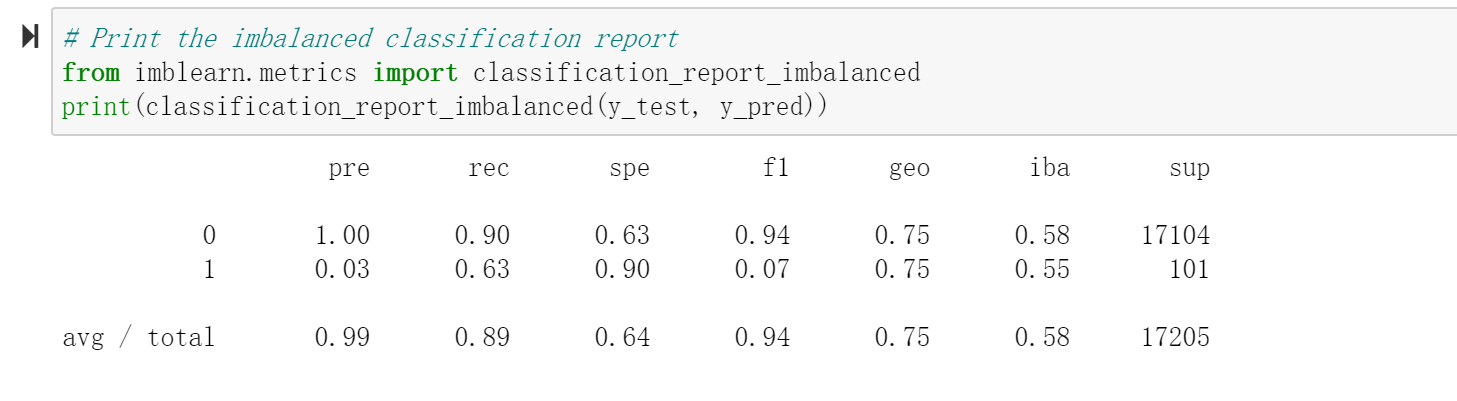 # Print the imbalanced classification report
from imblearn.metrics import classification_report_imbalanced
print(classification_report_imbalanced(y_test, y_pred))
pre rec spe f1 geo iba sup
0 1.00 0.90 0.63 0.94 0.75 0.58 17104
1 0.03 0.63 0.90 0.07 0.75 0.55 101
avg / total 0.99 0.89 0.64 0.94 0.75 0.58 17205